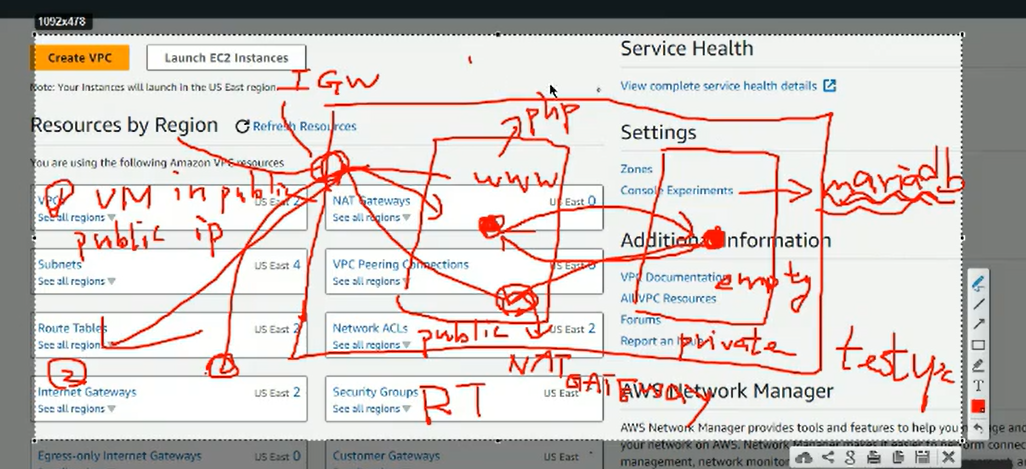 1092x478
Create VPC
Launch EC2 Instances
Note: Your Instances will launch in the US East region.
Resources by Region
Refresh Resources
You are using the following Amazon VPC resources
VPCs
US East 2
See all regions
NAT Gateways
US East 0
See all regions
Subnets
US East 4
See all regions
VPC Peering Connections
US East 0
See all regions
Route Tables
US East 2
See all regions
Network ACLs
US East 2
See all regions
Internet Gateways
US East 2
See all regions
Security Groups
US East
See all regions
Egress-only Internet Gateways
US East 0
Customer Gateways
US East
Service Health
View complete service health details
Settings
Zones
Console Experiments
Additional Information
VPC Documentation
All VPC Resources
Forums
Report an
AWS Network Manager
AWS Network Manager provides tools and features to help you
your network on AWS. Network Manager makes it easier to perform
management, network
IGW
php
www
mariadb
1 VM in public
public ip
empty
public
private
2
NAT
GATEWAY
RT
testvpc
T